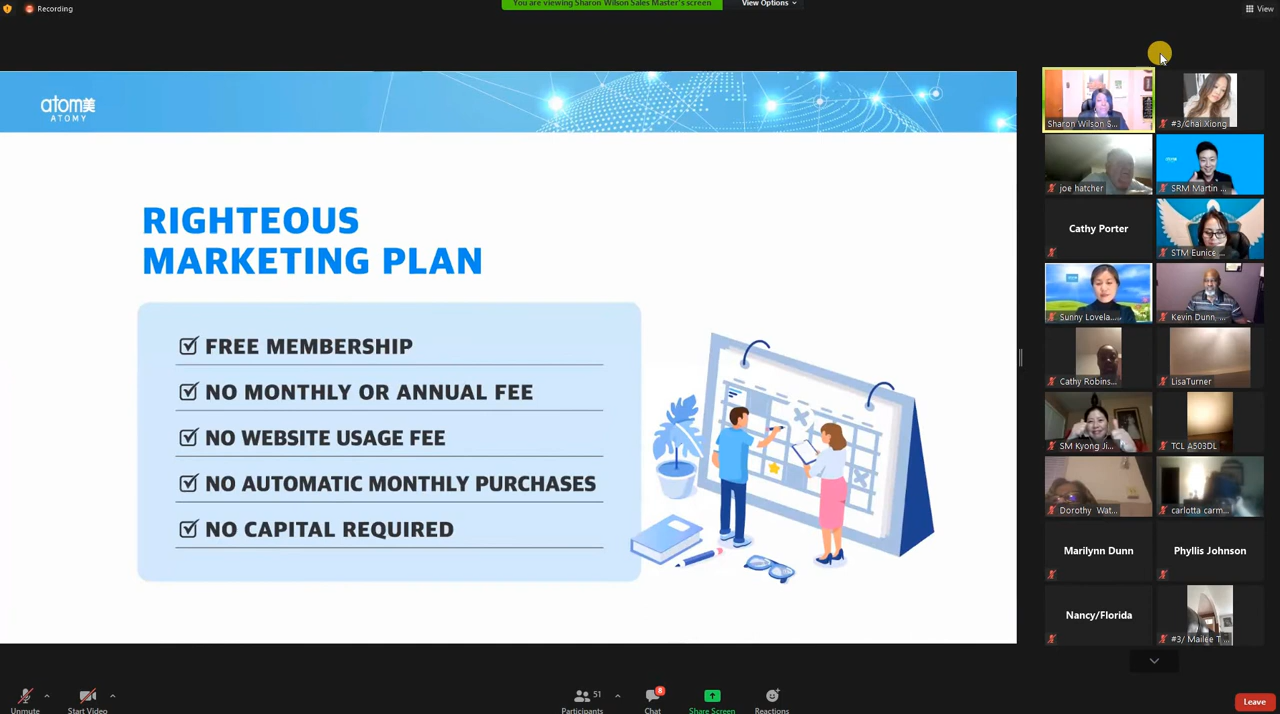 Recording
You are viewing Sharon Wilson Sales Master's screen
View Options
View
atom美
ATOMY
RIGHTEOUS
MARKETING PLAN
FREE MEMBERSHIP
NO MONTHLY OR ANNUAL FEE
NO WEBSITE USAGE FEE
NO AUTOMATIC MONTHLY PURCHASES
NO CAPITAL REQUIRED
Sharon Wilson S...
#3/Chai Xiong
joe hatcher
SRM Martin ...
Cathy Porter
STM Eunice ...
Sunny Lovela...
Kevin Dunn, ...
Cathy Robins...
LisaTurner
SM Kyong Ji...
TCL A503DL
Dorothy Wat...
carlotta carm...
Marilynn Dunn
Phyllis Johnson
Nancy/Florida
#3/ Mailee T ...
Unmute
Start Video
Participants
51
Chat
8
Share Screen
Reactions
Leave